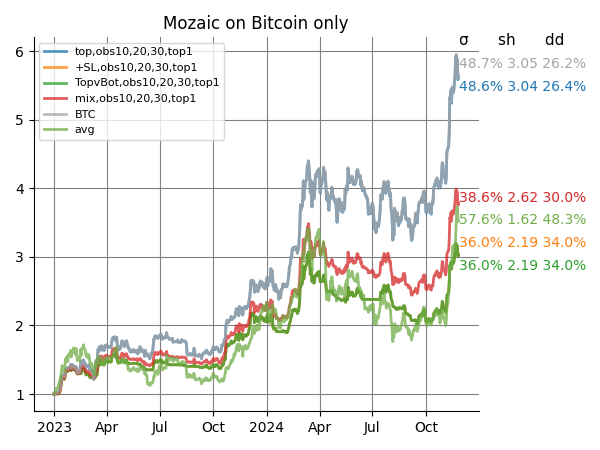 Mozaic on Bitcoin only
σ sh dd
top,obs10,20,30,top1
+SL,obs10,20,30,top1
TopvBot,obs10,20,30,top1
mix,obs10,20,30,top1
BTC
avg
48.7% 3.05 26.2%
48.6% 3.04 26.4%
38.6% 2.62 30.0%
57.6% 1.62 48.3%
36.0% 2.19 34.0%
36.0% 2.19 34.0%
6
5
4
3
2
1
2023 Apr Jul Oct 2024 Apr Jul Oct